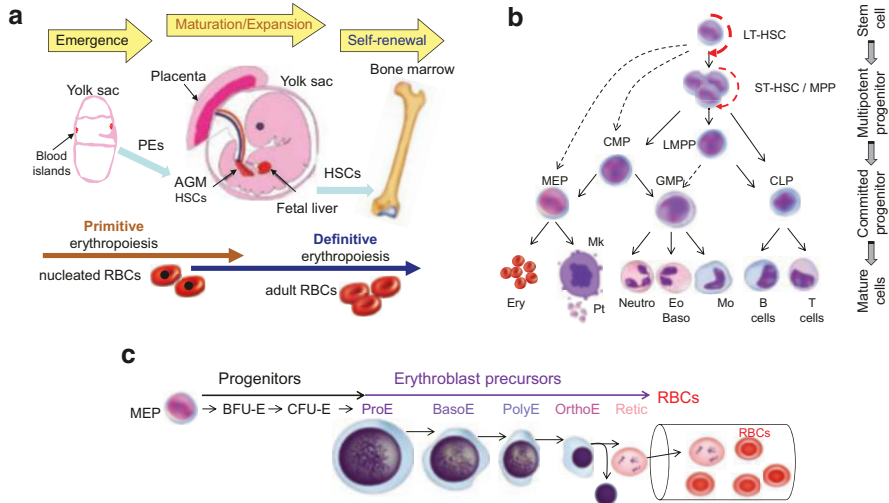 a
Emergence
Maturation/Expansion
Self-renewal
Placenta
Yolk sac
Bone marrow
Yolk sac
Blood
islands
PEs
AGM
HSCs
Fetal liver
HSCs
Primitive
erythropoiesis
Definitive
erythropoiesis
nucleated RBCs
adult RBCs
b
LT-HSC
ST-HSC / MPP
CMP
LMPP
MEP
GMP
CLP
Mk
Ery
Pt
Neutro
Eo
Baso
Mo
B
cells
T
cells
Stem
cell
Multipotent
progenitor
Committed
progenitor
Mature
cells
c
Progenitors
Erythroblast precursors
RBCs
MEP
BFU-E
CFU-E
ProE
BasoE
PolyE
OrthoE
Retic
RBCs